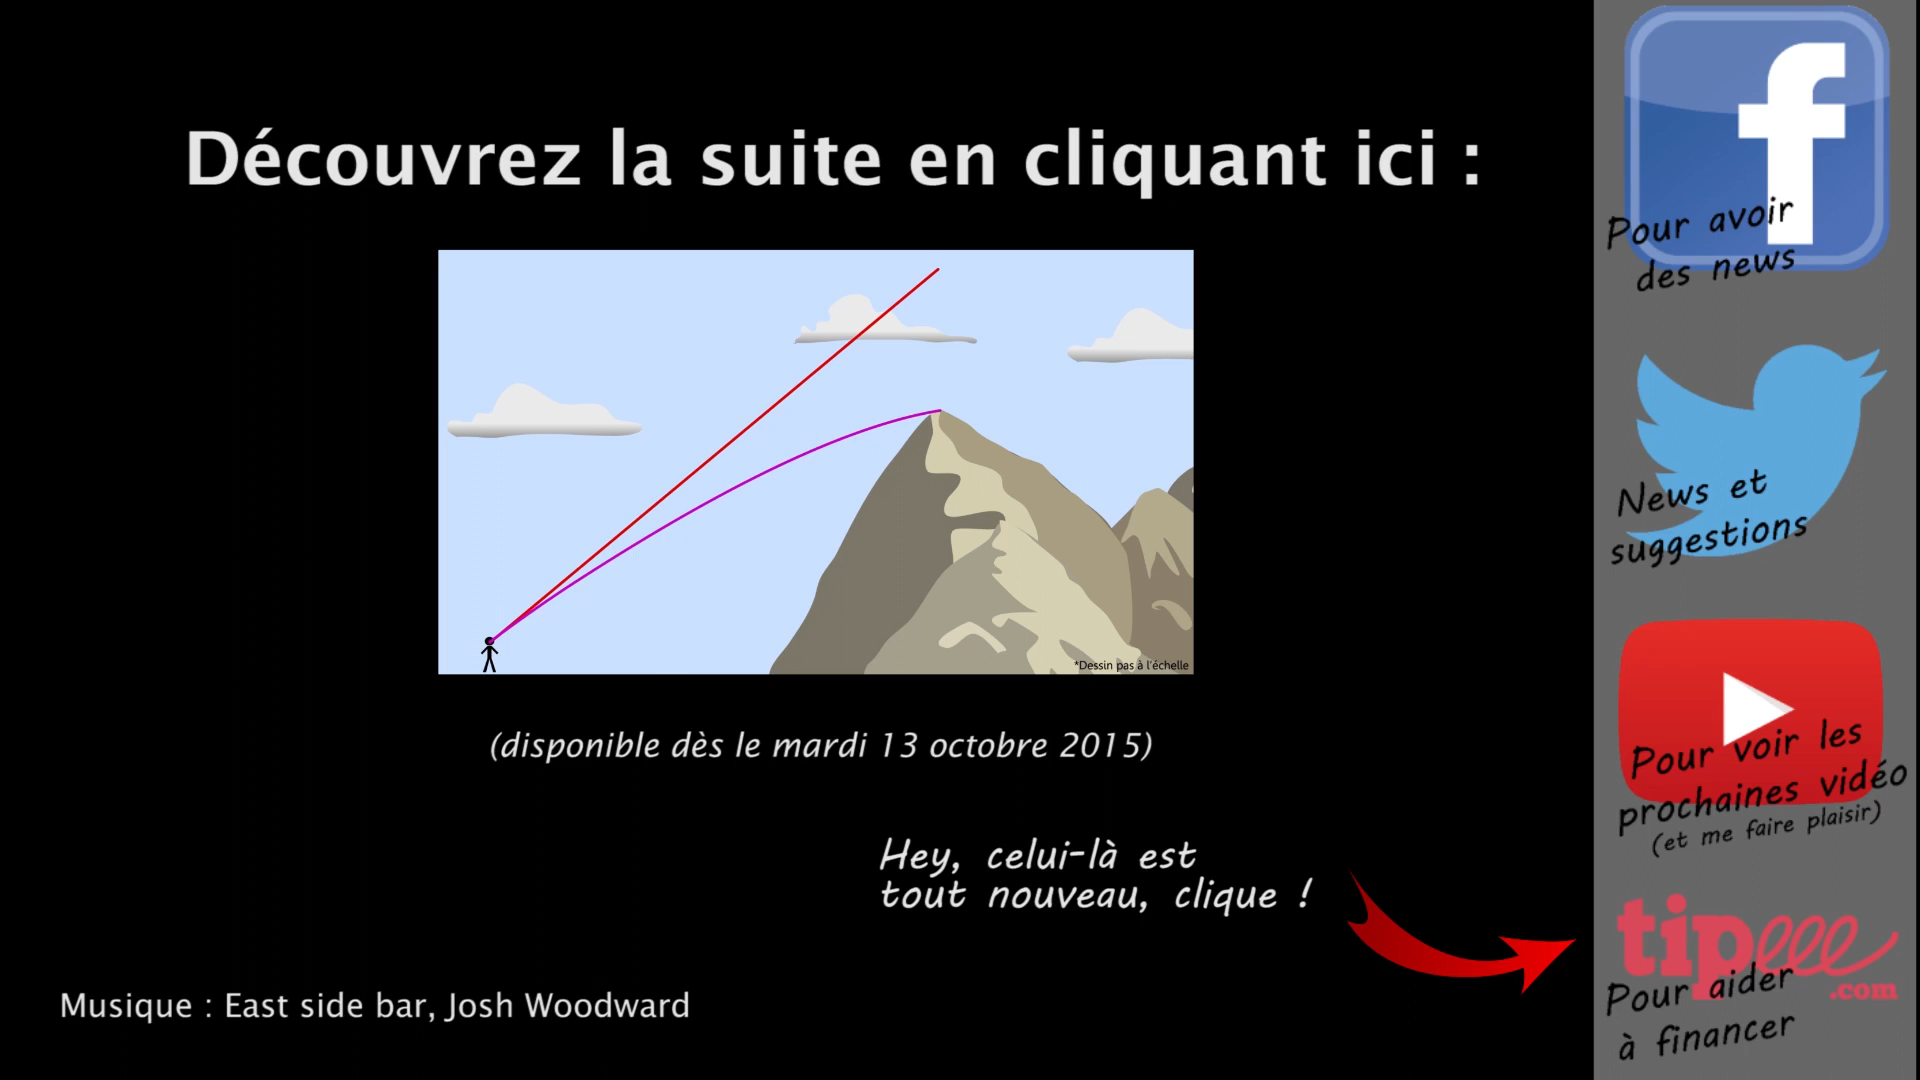 Découvrez la suite en cliquant ici :
*Dessin pas à l'échelle
(disponible dès le mardi 13 octobre 2015)
Hey, celui-là est
tout nouveau, clique !
Musique : East side bar, Josh Woodward
f
Pour avoir
des news
News et
suggestions
Pour voir les
prochaines vidéo
(et me faire plaisir)
tipeee
.com
Pour aider
à financer